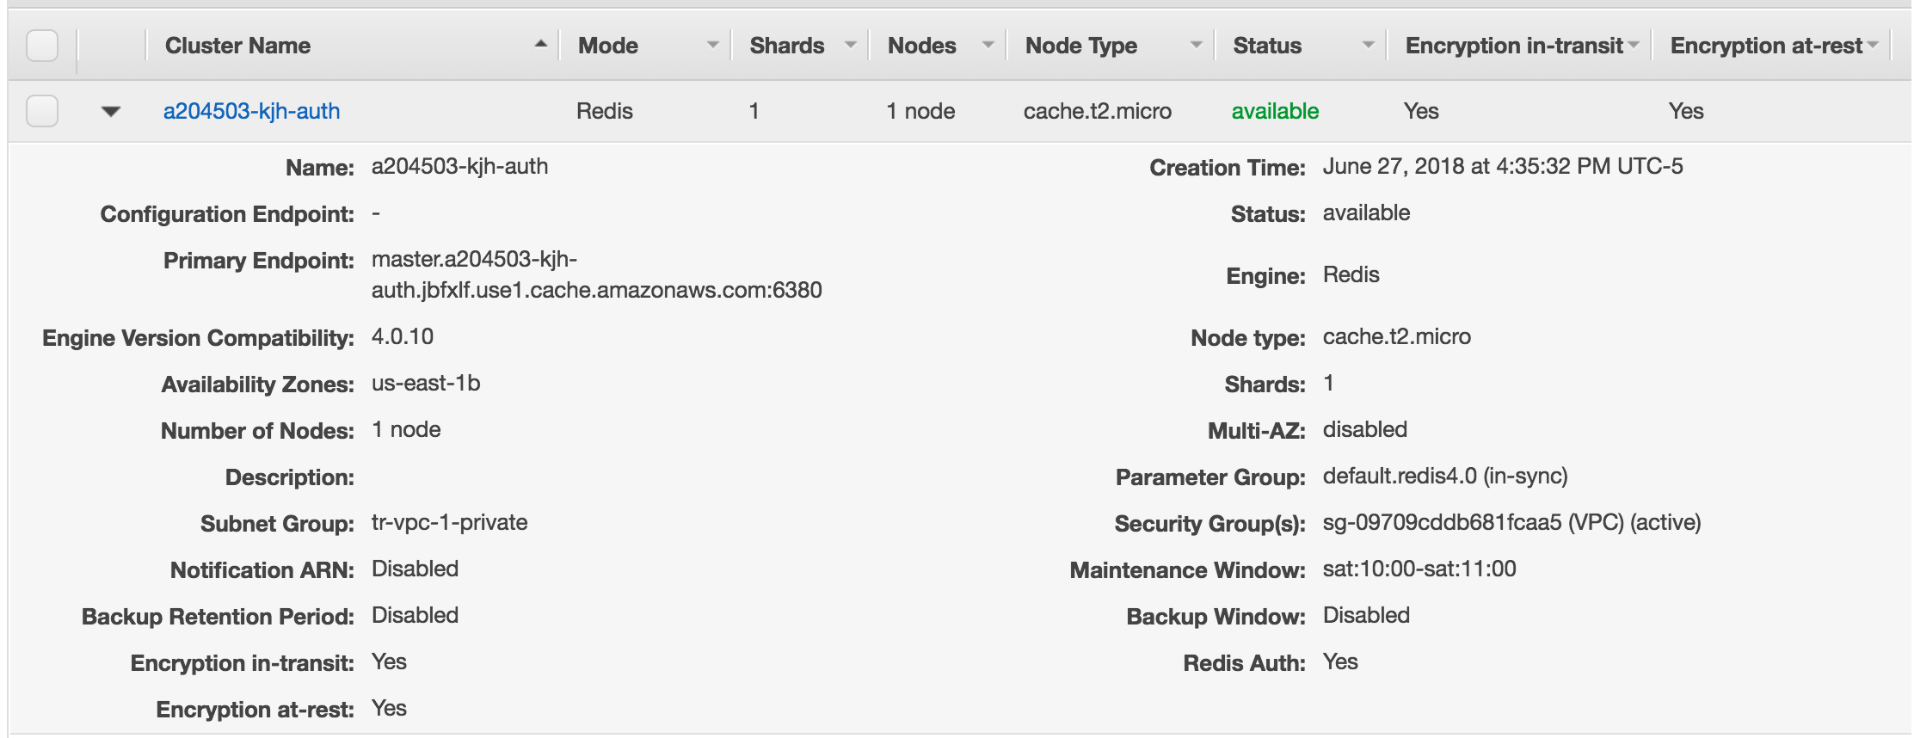 Cluster Name Mode Shards Nodes Node Type Status Encryption in-transit Encryption at-rest
a204503-kjh-auth Redis 1 1 node cache.t2.micro available Yes Yes
Name: a204503-kjh-auth Creation Time: June 27, 2018 at 4:35:32 PM UTC-5
Configuration Endpoint: - Status: available
Primary Endpoint: master.a204503-kjh-
auth.jbfxlf.use1.cache.amazonaws.com:6380 Engine: Redis
Engine Version Compatibility: 4.0.10 Node type: cache.t2.micro
Availability Zones: us-east-1b Shards: 1
Number of Nodes: 1 node Multi-AZ: disabled
Description: Parameter Group: default.redis4.0 (in-sync)
Subnet Group: tr-vpc-1-private Security Group(s): sg-09709cddb681fcaa5 (VPC) (active)
Notification ARN: Disabled Maintenance Window: sat:10:00-sat:11:00
Backup Retention Period: Disabled Backup Window: Disabled
Encryption in-transit: Yes Redis Auth: Yes
Encryption at-rest: Yes